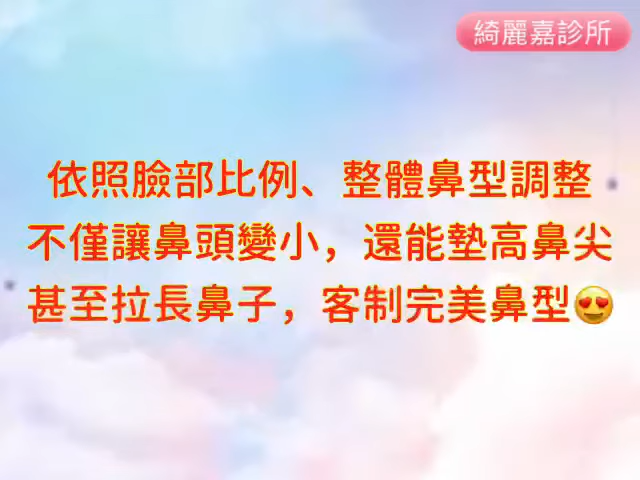 綺麗嘉診所
依照臉部比例、整體鼻型調整
不僅讓鼻頭變小，還能墊高鼻尖
甚至拉長鼻子，客制完美鼻型😍